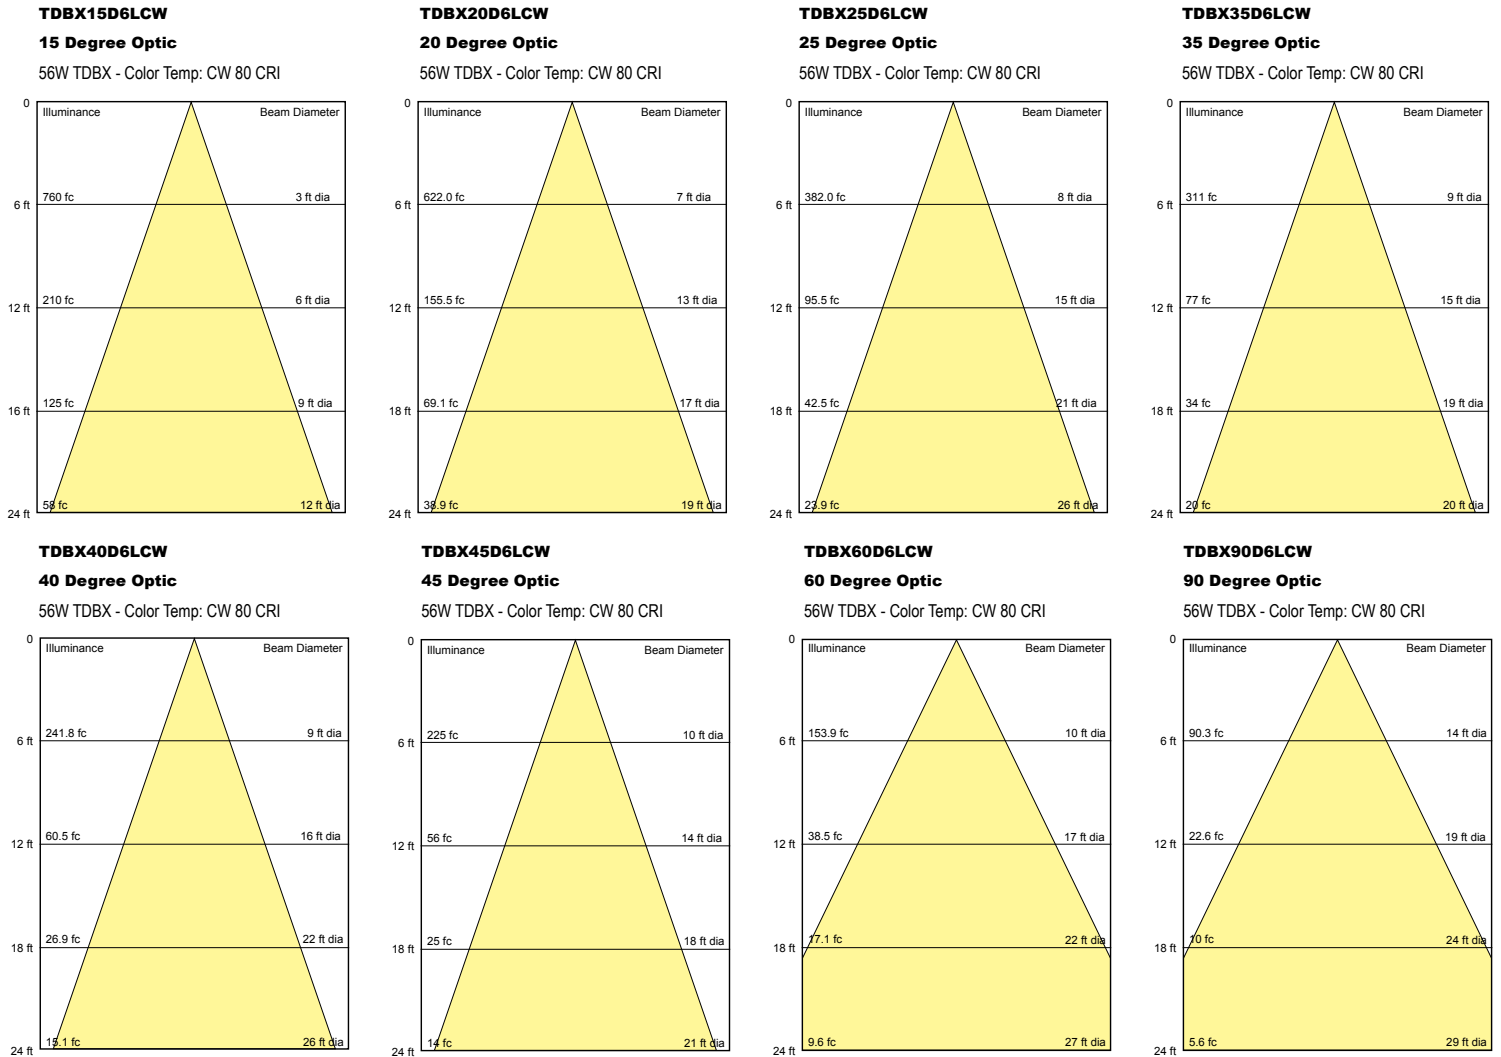 TDBX15D6LCW
15 Degree Optic
56W TDBX - Color Temp: CW 80 CRI
0
Illuminance Beam Diameter
760 fc 3 ft dia
6 ft
210 fc 6 ft dia
12 ft
125 fc 9 ft dia
16 ft
58 fc 12 ft dia
24 ft
TDBX20D6LCW
20 Degree Optic
56W TDBX - Color Temp: CW 80 CRI
0
Illuminance Beam Diameter
622.0 fc 7 ft dia
6 ft
155.5 fc 13 ft dia
12 ft
69.1 fc 17 ft dia
18 ft
38.9 fc 19 ft dia
24 ft
TDBX25D6LCW
25 Degree Optic
56W TDBX - Color Temp: CW 80 CRI
0
Illuminance Beam Diameter
382.0 fc 8 ft dia
6 ft
95.5 fc 15 ft dia
12 ft
42.5 fc 21 ft dia
18 ft
23.9 fc 26 ft dia
24 ft
TDBX35D6LCW
35 Degree Optic
56W TDBX - Color Temp: CW 80 CRI
0
Illuminance Beam Diameter
311 fc 9 ft dia
6 ft
77 fc 15 ft dia
12 ft
34 fc 19 ft dia
18 ft
20 fc 20 ft dia
24 ft
TDBX40D6LCW
40 Degree Optic
56W TDBX - Color Temp: CW 80 CRI
0
Illuminance Beam Diameter
241.8 fc 9 ft dia
6 ft
60.5 fc 16 ft dia
12 ft
26.9 fc 22 ft dia
18 ft
15.1 fc 26 ft dia
24 ft
TDBX45D6LCW
45 Degree Optic
56W TDBX - Color Temp: CW 80 CRI
0
Illuminance Beam Diameter
225 fc 10 ft dia
6 ft
56 fc 14 ft dia
12 ft
25 fc 18 ft dia
18 ft
14 fc 21 ft dia
24 ft
TDBX60D6LCW
60 Degree Optic
56W TDBX - Color Temp: CW 80 CRI
0
Illuminance Beam Diameter
153.9 fc 10 ft dia
6 ft
38.5 fc 17 ft dia
12 ft
17.1 fc 22 ft dia
18 ft
9.6 fc 27 ft dia
24 ft
TDBX90D6LCW
90 Degree Optic
56W TDBX - Color Temp: CW 80 CRI
0
Illuminance Beam Diameter
90.3 fc 14 ft dia
6 ft
22.6 fc 19 ft dia
12 ft
10 fc 24 ft dia
18 ft
5.6 fc 29 ft dia
24 ft